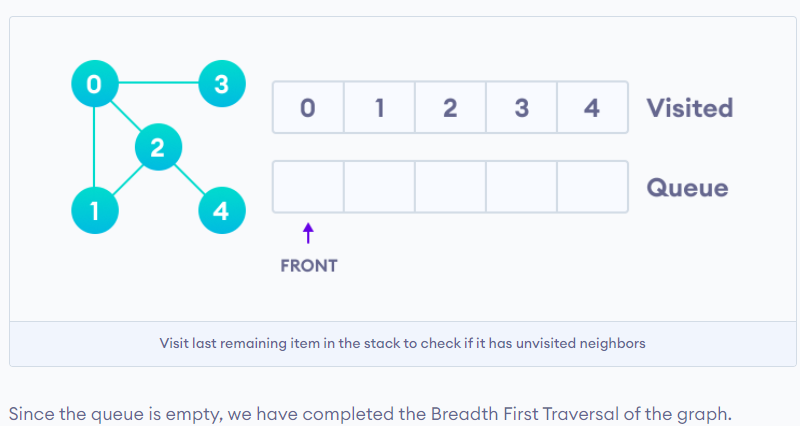 0 3
0 1 2 3 4 Visited
2
Queue
1 4
FRONT
Visit last remaining item in the stack to check if it has unvisited neighbors
Since the queue is empty, we have completed the Breadth First Traversal of the graph.